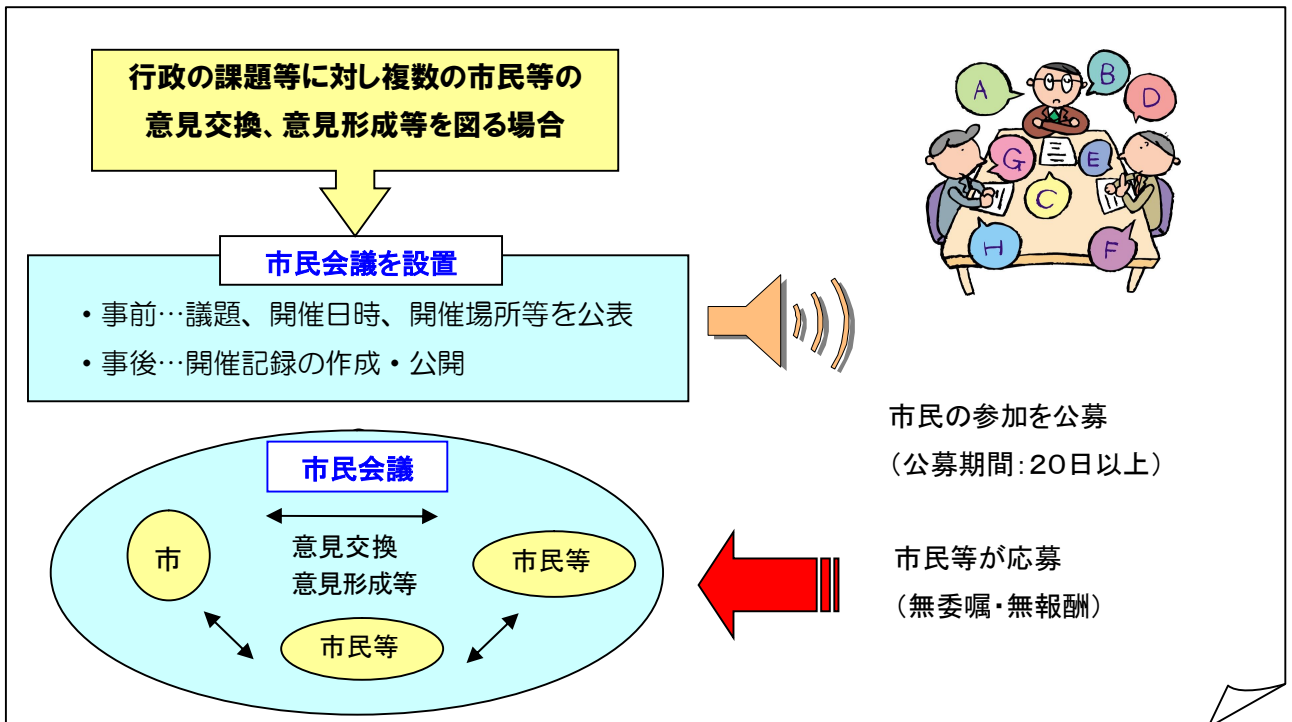 行政の課題等に対し複数の市民等の
意見交換、意見形成等を図る場合
市民会議を設置
・事前…議題、開催日時、開催場所等を公表
・事後…開催記録の作成・公開
A
B
D
G
E
C
H
F
市民の参加を公募
（公募期間：２０日以上）
市民会議
市
意見交換
意見形成等
市民等
市民等
市民等が応募
（無委嘱・無報酬）